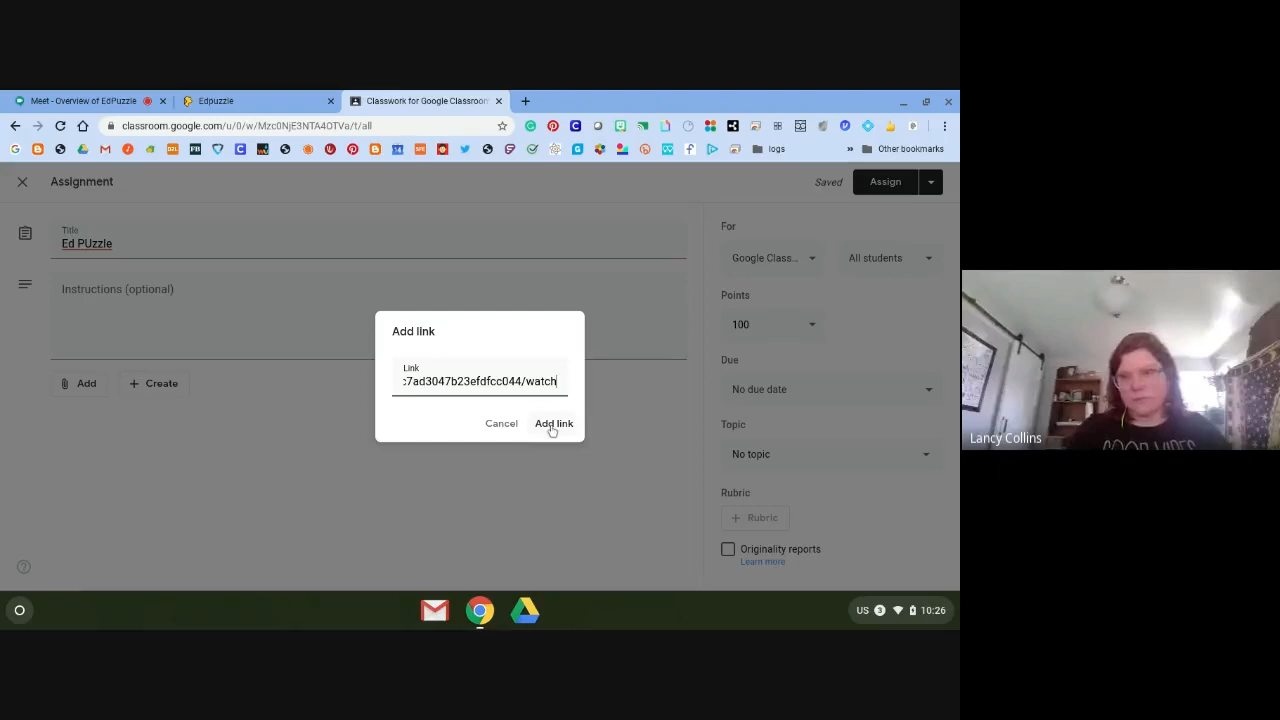 Meet - Overview of EdPuzzle
Edpuzzle
Classwork for Google Classroom
classroom.google.com/u/0/w/Mzc0NjE3NTA4OTVa/t/all
logs
Other bookmarks
Assignment
Saved
Assign
Title
Ed PUzzle
Instructions (optional)
Add
Create
Add link
Link
:7ad3047b23efdfcc044/watch
Cancel
Add link
For
Google Class...
All students
Points
100
Due
No due date
Topic
No topic
Rubric
Rubric
Originality reports
Learn more
US
3
10:26
Lancy Collins
GOOD VIBES